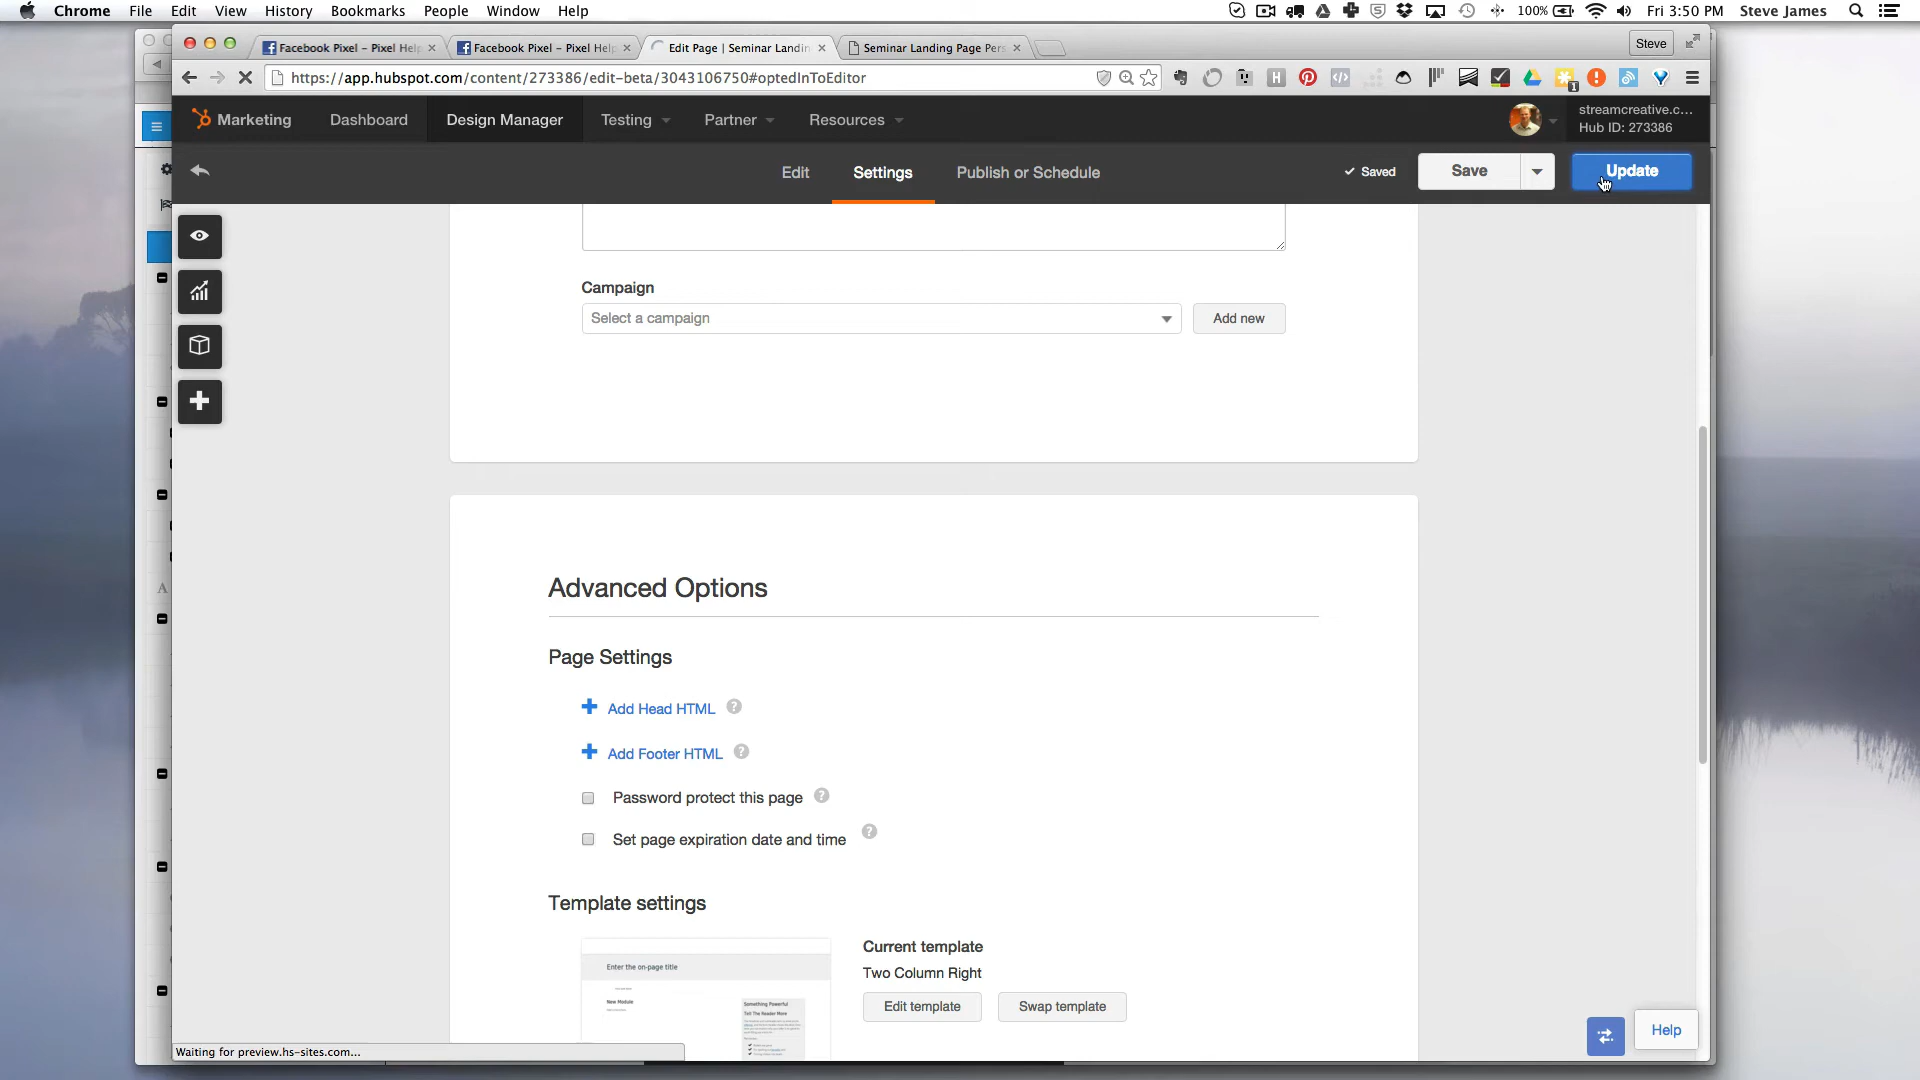 Chrome File Edit View History Bookmarks People Window Help 100% Fri 3:50 PM Steve James
Facebook Pixel – Pixel Help Facebook Pixel – Pixel Help Edit Page | Seminar Landin Seminar Landing Page Pers Steve
https://app.hubspot.com/content/273386/edit-beta/3043106750#optedInToEditor
Marketing Dashboard Design Manager Testing Partner Resources streamcreative.c...
Hub ID: 273386
Edit Settings Publish or Schedule Saved Save Update
Campaign
Select a campaign Add new
Advanced Options
Page Settings
Add Head HTML ?
Add Footer HTML ?
Password protect this page ?
Set page expiration date and time ?
Template settings
Enter the on-page title
New Module
Something Powerful
Tell The Reader More
Current template
Two Column Right
Edit template Swap template
Help
Waiting for preview.hs-sites.com...